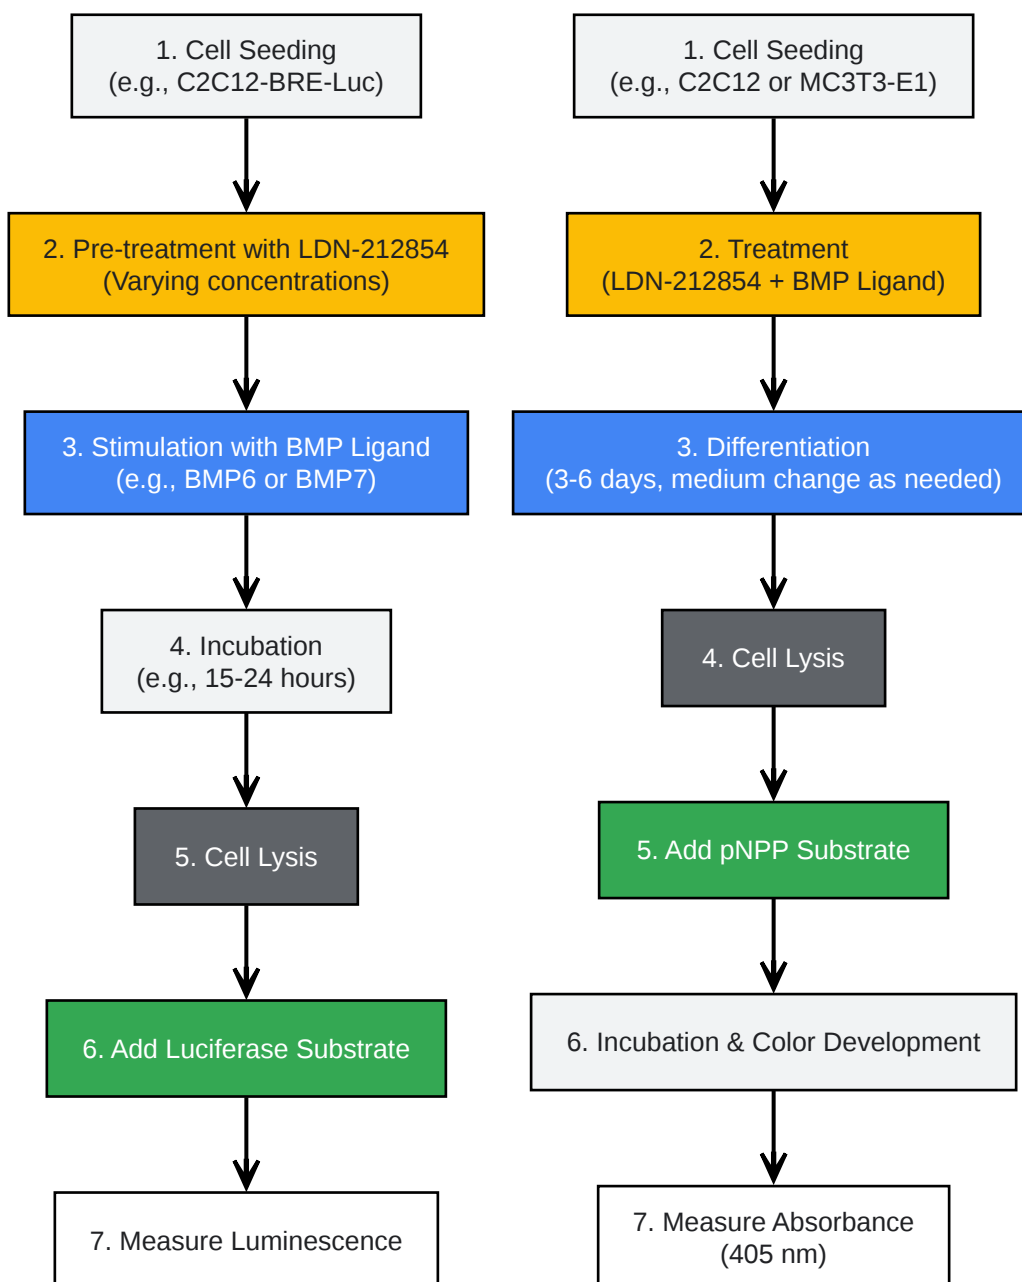 1. Cell Seeding
(e.g., C2C12-BRE-Luc)
2. Pre-treatment with LDN-212854
(Varying concentrations)
3. Stimulation with BMP Ligand
(e.g., BMP6 or BMP7)
4. Incubation
(e.g., 15-24 hours)
5. Cell Lysis
6. Add Luciferase Substrate
7. Measure Luminescence
1. Cell Seeding
(e.g., C2C12 or MC3T3-E1)
2. Treatment
(LDN-212854 + BMP Ligand)
3. Differentiation
(3-6 days, medium change as needed)
4. Cell Lysis
5. Add pNPP Substrate
6. Incubation & Color Development
7. Measure Absorbance
(405 nm)